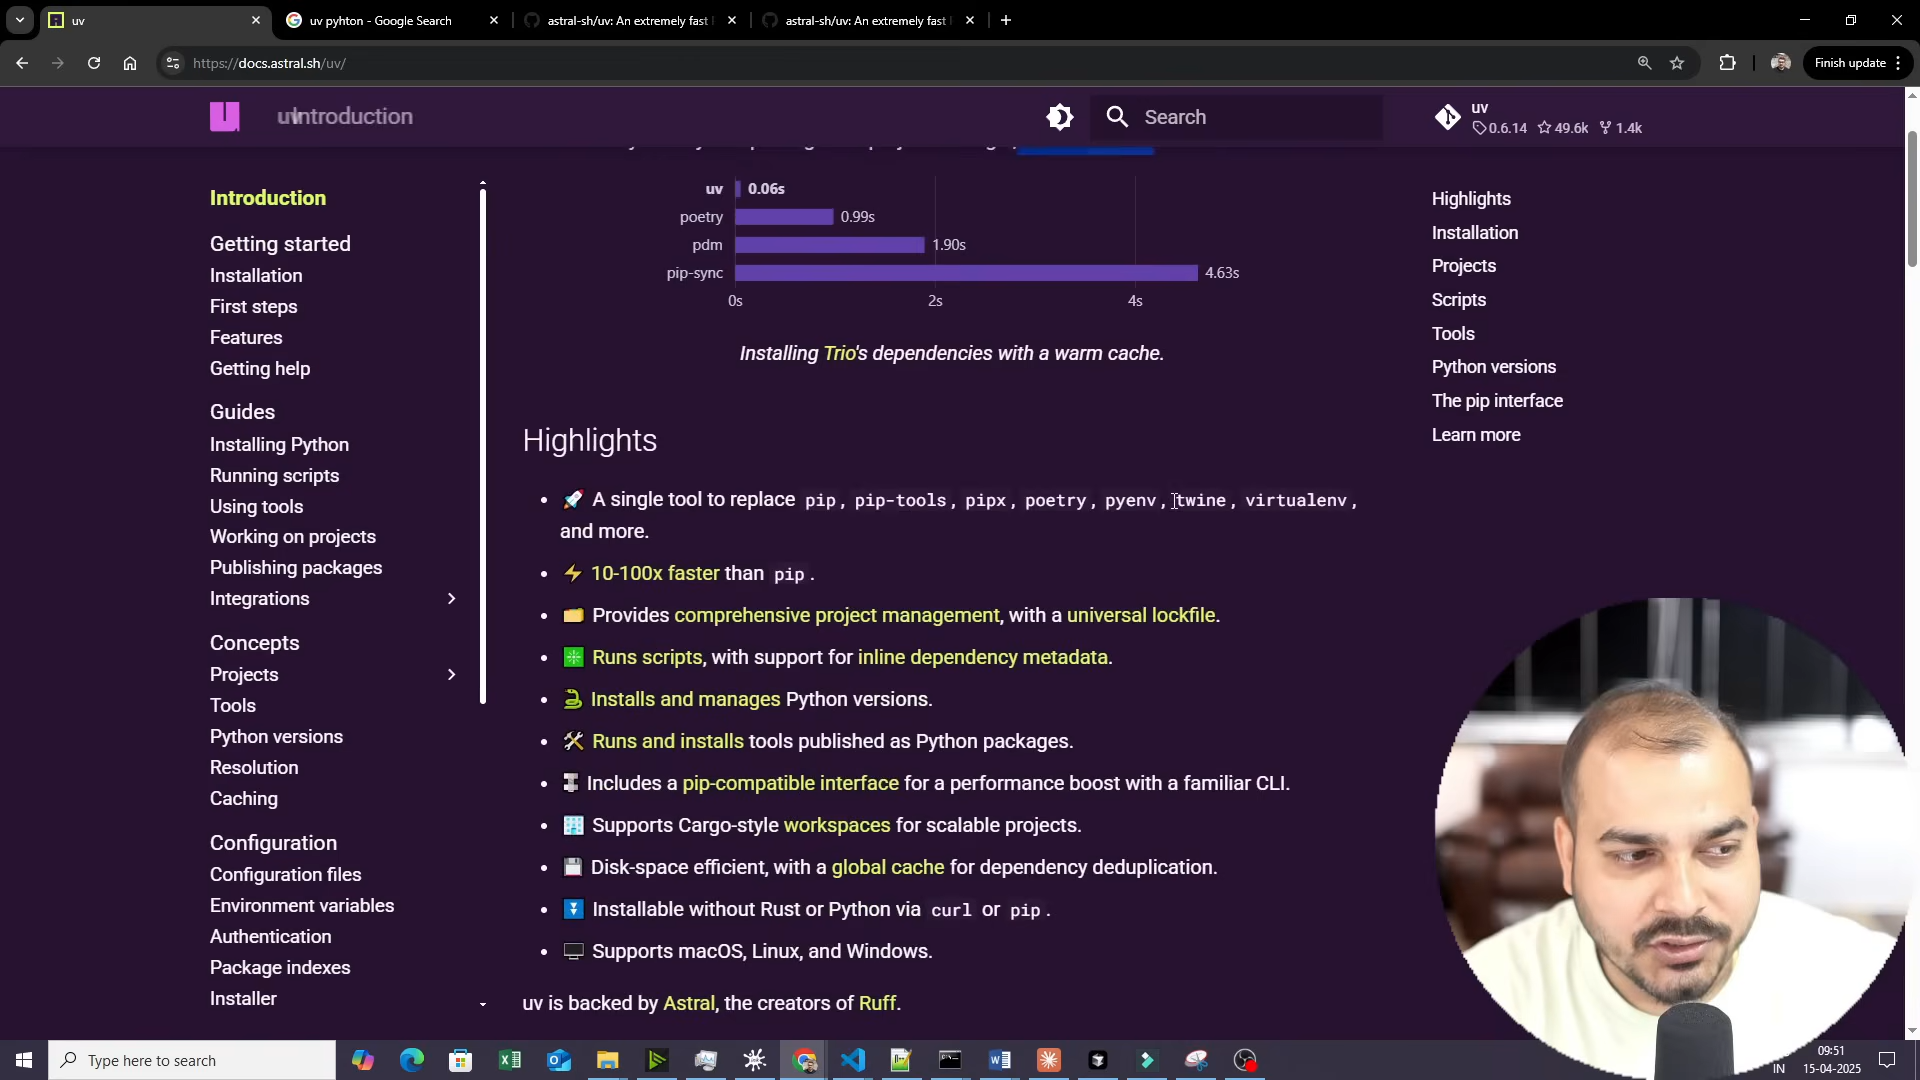 uv
uv pyhton - Google Search
astral-sh/uv: An extremely fast
astral-sh/uv: An extremely fast
https://docs.astral.sh/uv/
Finish update
Search
uv
0.6.14 49.6k 1.4k
Introduction
Getting started
Installation
First steps
Features
Getting help
Guides
Installing Python
Running scripts
Using tools
Working on projects
Publishing packages
Integrations
Concepts
Projects
Tools
Python versions
Resolution
Caching
Configuration
Configuration files
Environment variables
Authentication
Package indexes
Installer
uv 0.06s
poetry 0.99s
pdm 1.90s
pip-sync 4.63s
0s 2s 4s
Installing Trio's dependencies with a warm cache.
Highlights
🚀 A single tool to replace pip, pip-tools, pipx, poetry, pyenv, twine, virtualenv,
and more.
⚡ 10-100x faster than pip.
Provides comprehensive project management, with a universal lockfile.
Runs scripts, with support for inline dependency metadata.
Installs and manages Python versions.
Runs and installs tools published as Python packages.
Includes a pip-compatible interface for a performance boost with a familiar CLI.
Supports Cargo-style workspaces for scalable projects.
Disk-space efficient, with a global cache for dependency deduplication.
Installable without Rust or Python via curl or pip.
Supports macOS, Linux, and Windows.
uv is backed by Astral, the creators of Ruff.
Highlights
Installation
Projects
Scripts
Tools
Python versions
The pip interface
Learn more
Type here to search
09:51
IN 15-04-2025